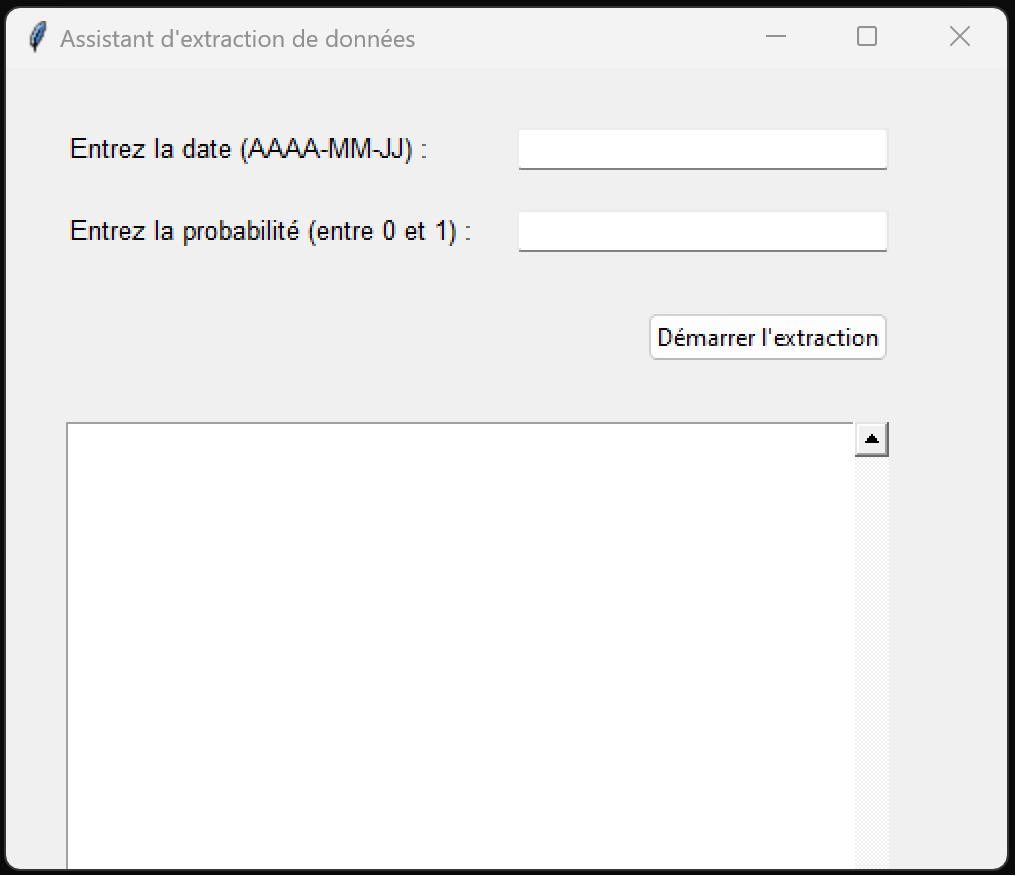 Assistant d'extraction de données
Entrez la date (AAAA-MM-JJ) :
Entrez la probabilité (entre 0 et 1) :
Démarrer l'extraction